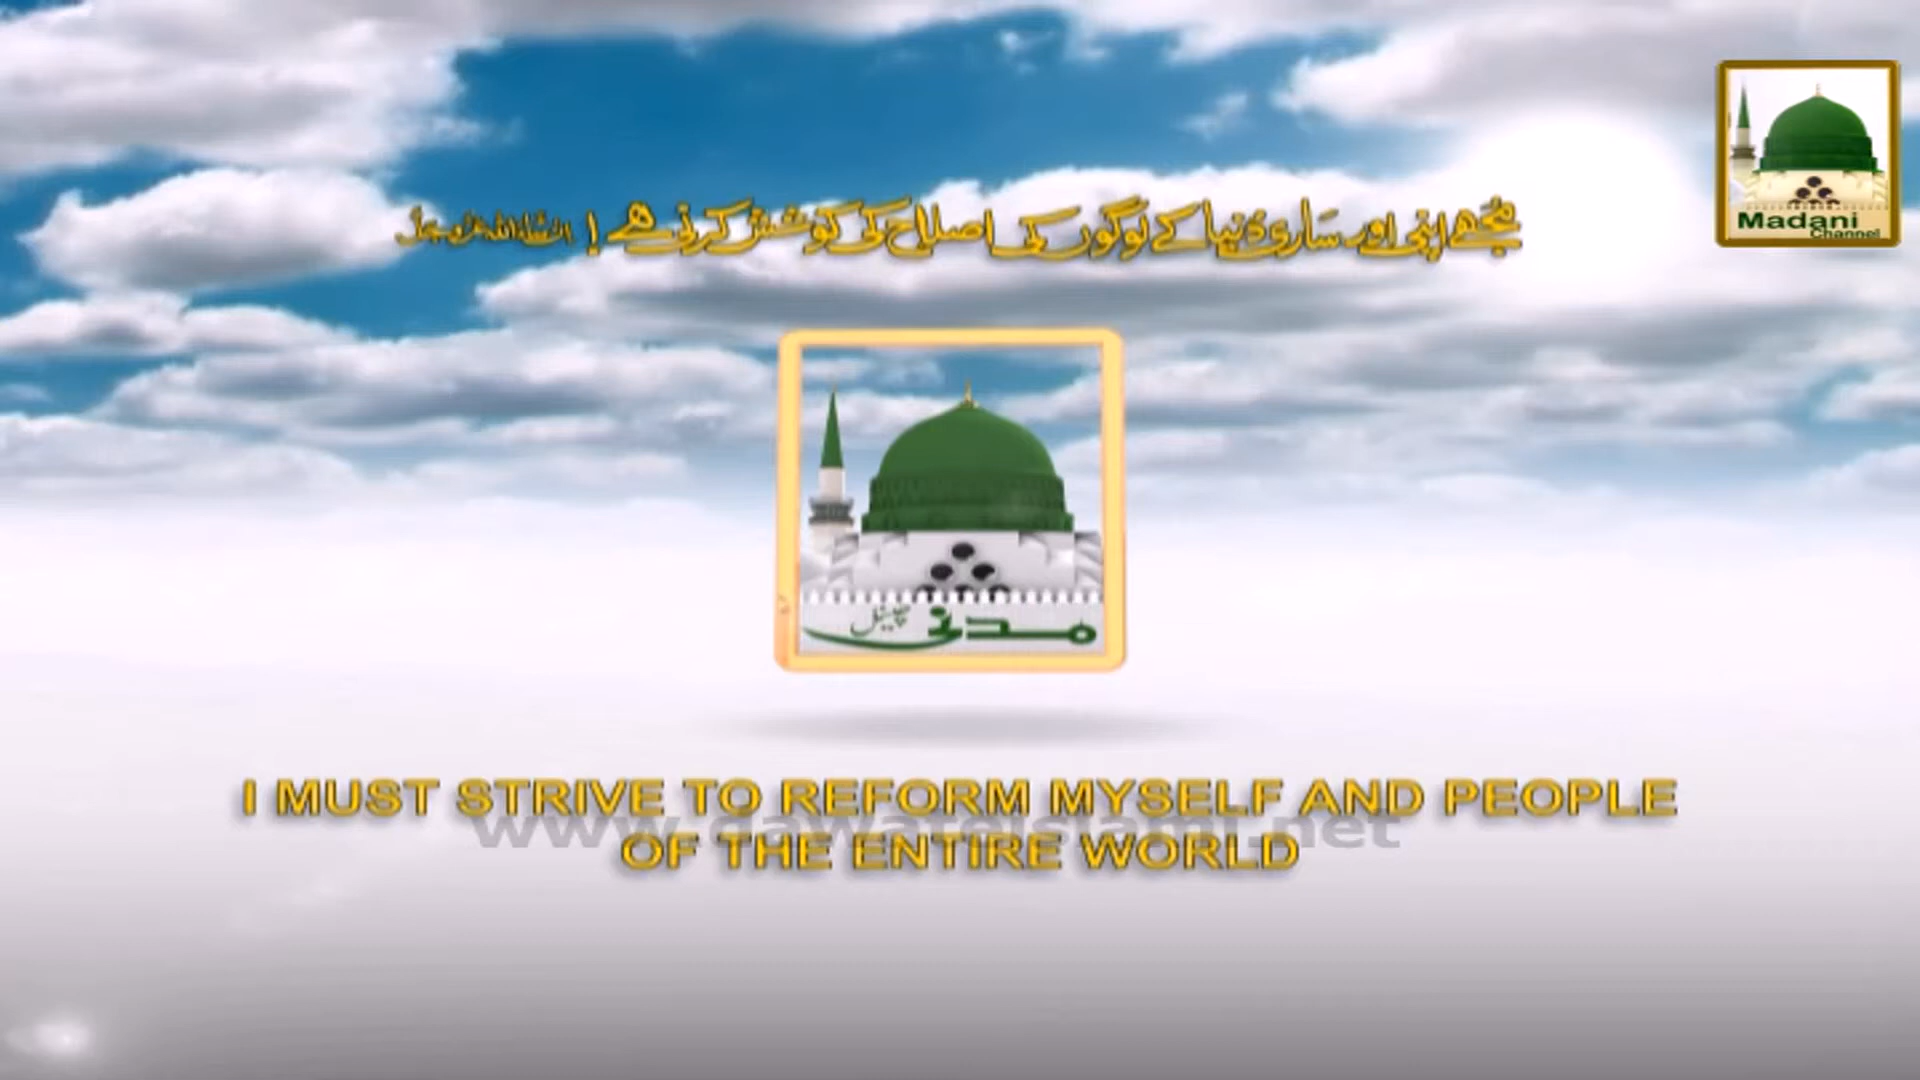 مجھے اپنی اور ساری دنیا کے لوگوں کی اصلاح کی کوشش کرنی ھے ! ان شاء اللہ عزوجل
Madani
Channel
مدنی چینل
I MUST STRIVE TO REFORM MYSELF AND PEOPLE
www.dawateislami.net
OF THE ENTIRE WORLD